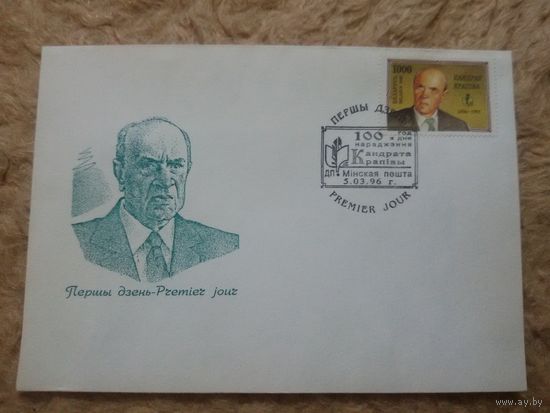 1000
БЕЛАРУСЬ
КАНДРАТ
КРАПІВА
1896-1991
ПЕРШЫ ДЗЕ
100 год
з дня
нараджэння
Кандрата
Крапівы
ДП Мінская пошта
5.03.96 г.
PREMIER JOUR
Першы дзень-Premier jour
www.ay.by